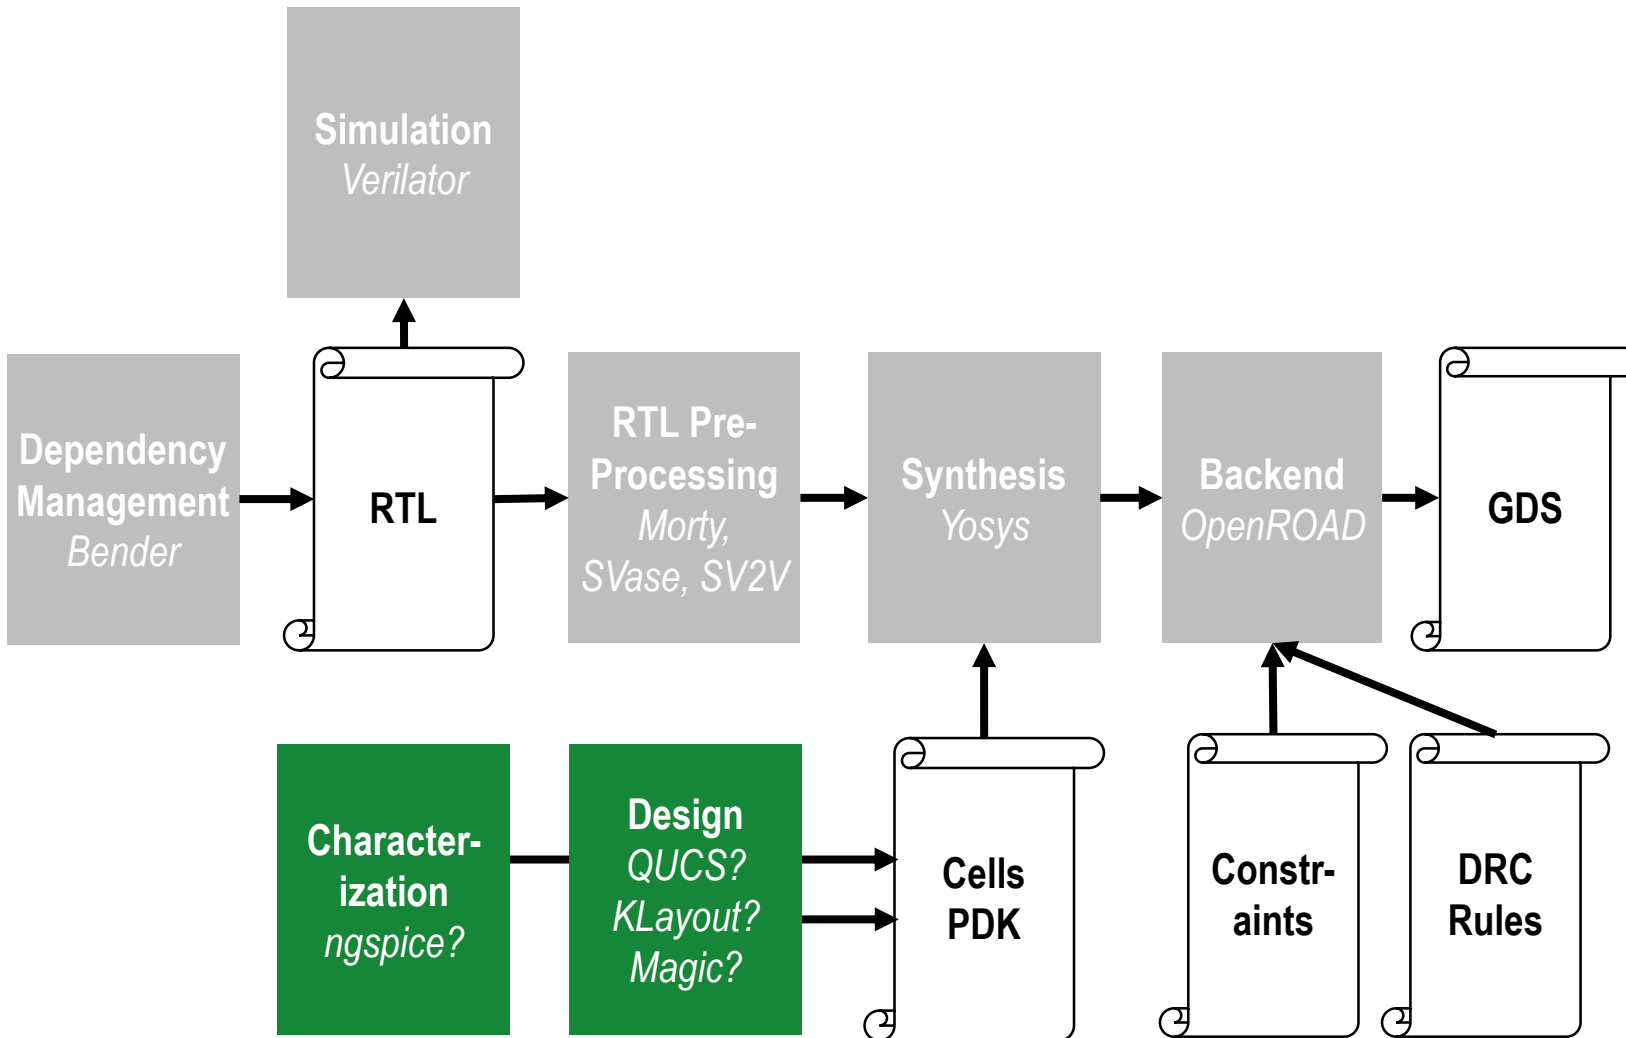 Simulation
Verilator
Dependency
Management
Bender
RTL
RTL Pre-
Processing
Morty,
SVase, SV2V
Synthesis
Yosys
Backend
OpenROAD
GDS
Character-
ization
ngspice?
Design
QUCS?
KLayout?
Magic?
Cells
PDK
Constr-
aints
DRC
Rules